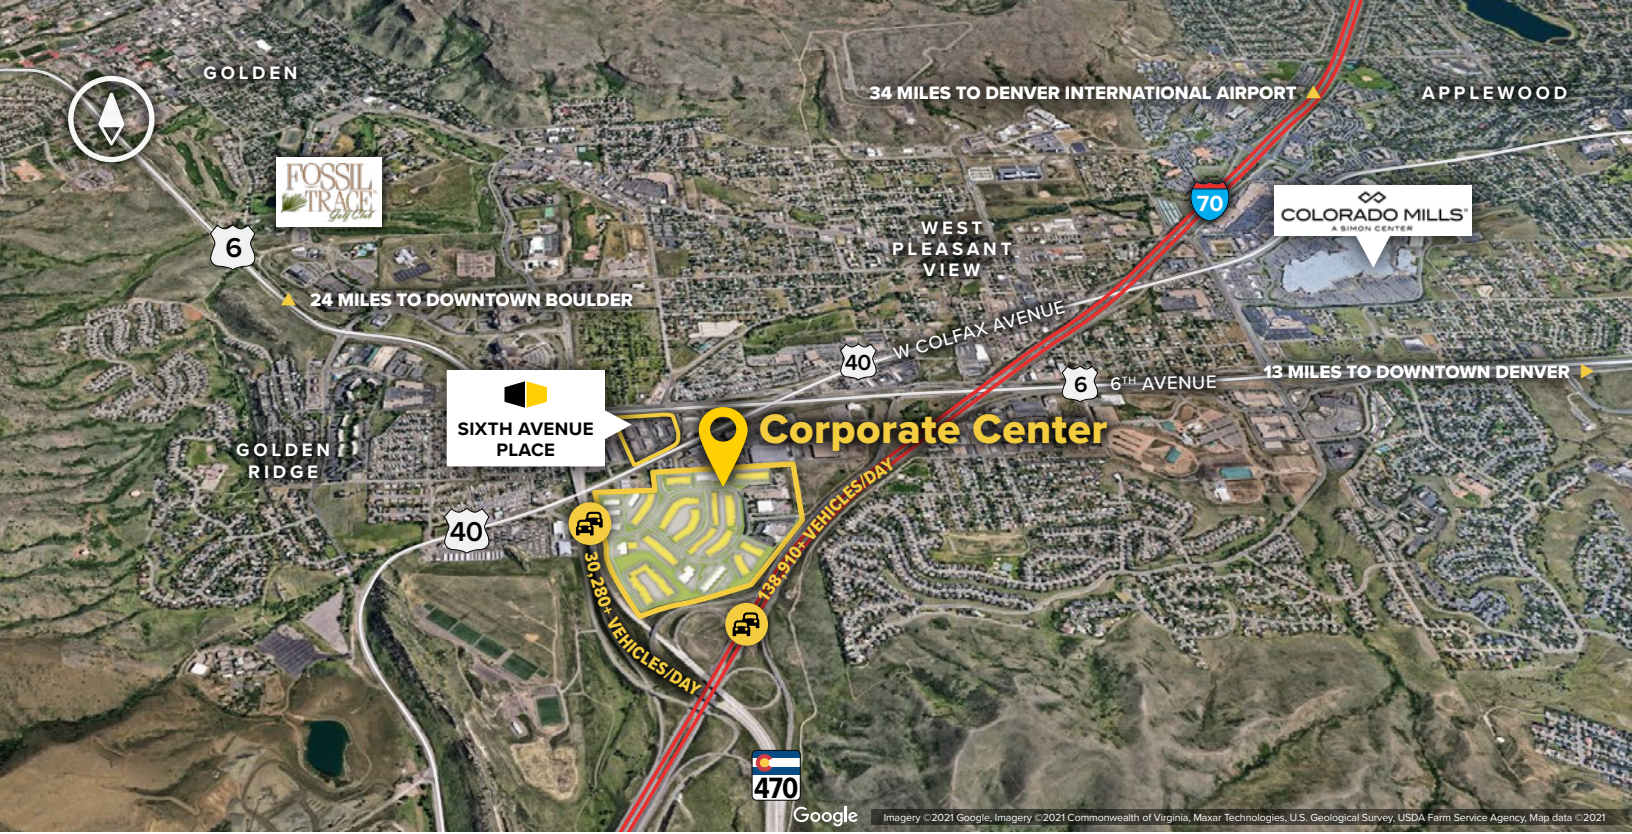 GOLDEN
34 MILES TO DENVER INTERNATIONAL AIRPORT
APPLEWOOD
FOSSIL
TRACE
Golf Club
70
COLORADO MILLS®
A SIMON CENTER
6
WEST
PLEASANT
VIEW
24 MILES TO DOWNTOWN BOULDER
W COLFAX AVENUE
40
13 MILES TO DOWNTOWN DENVER
6
6TH AVENUE
SIXTH AVENUE
PLACE
Corporate Center
GOLDEN
RIDGE
40
138,910+ VEHICLES/DAY
30,280+ VEHICLES/DAY
470
Google
Imagery ©2021 Google, Imagery ©2021 Commonwealth of Virginia, Maxar Technologies, U.S. Geological Survey, USDA Farm Service Agency, Map data ©2021